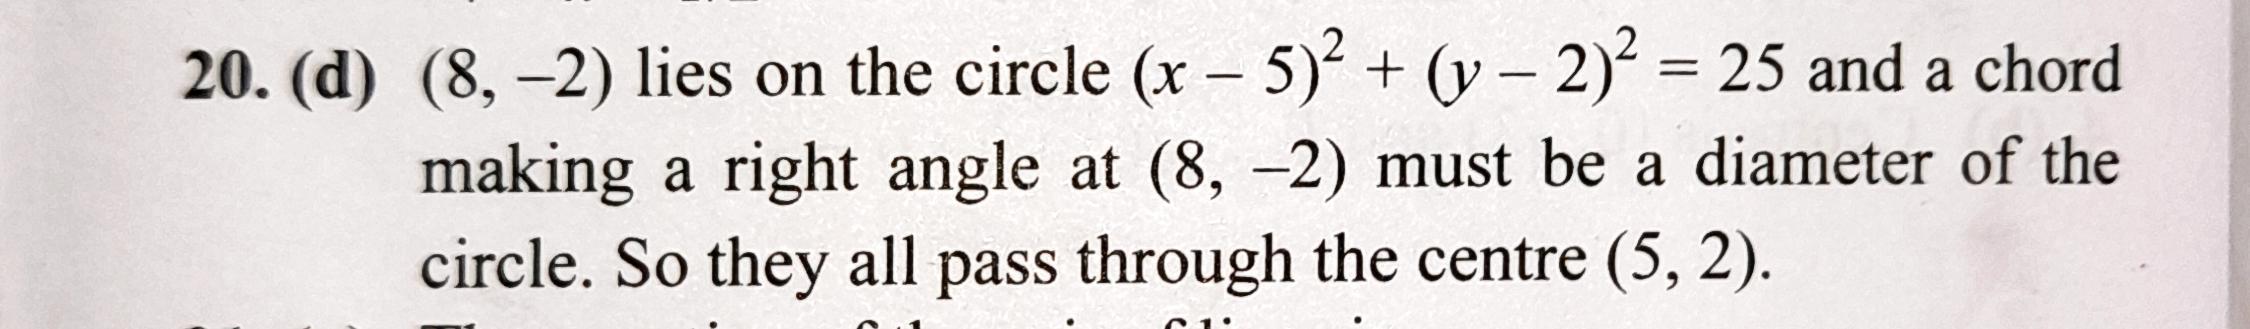 20. (d) (8, –2) lies on the circle (x – 5)² + (y – 2)² = 25 and a chord
making a right angle at (8, –2) must be a diameter of the
circle. So they all pass through the centre (5, 2).